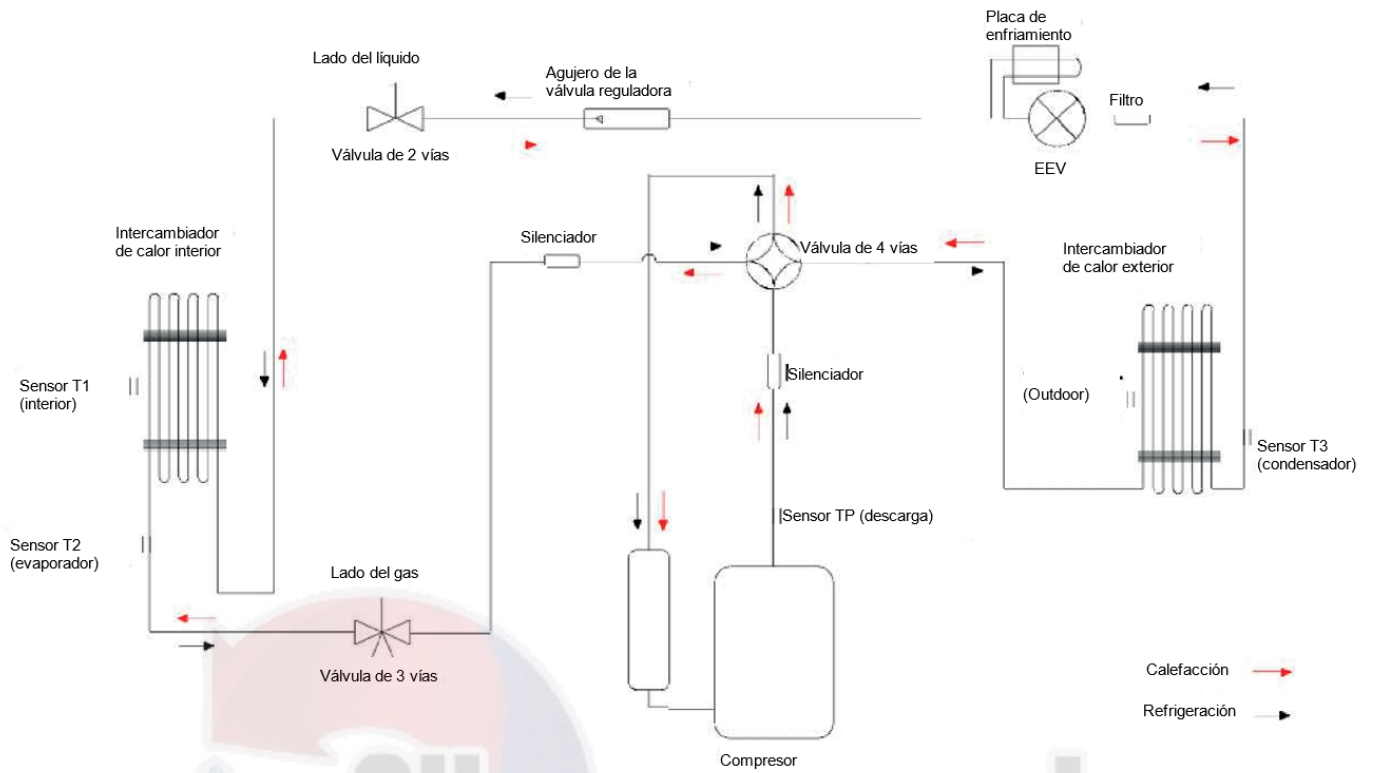 Placa de
enfriamiento
Lado del líquido
Agujero de la
válvula reguladora
Filtro
Válvula de 2 vías
EEV
Intercambiador
de calor interior
Silenciador
Válvula de 4 vías
Intercambiador
de calor exterior
Silenciador
Sensor T1
(interior)
(Outdoor)
Sensor T3
(condensador)
Sensor TP (descarga)
Sensor T2
(evaporador)
Lado del gas
Válvula de 3 vías
Calefacción
Refrigeración
Compresor